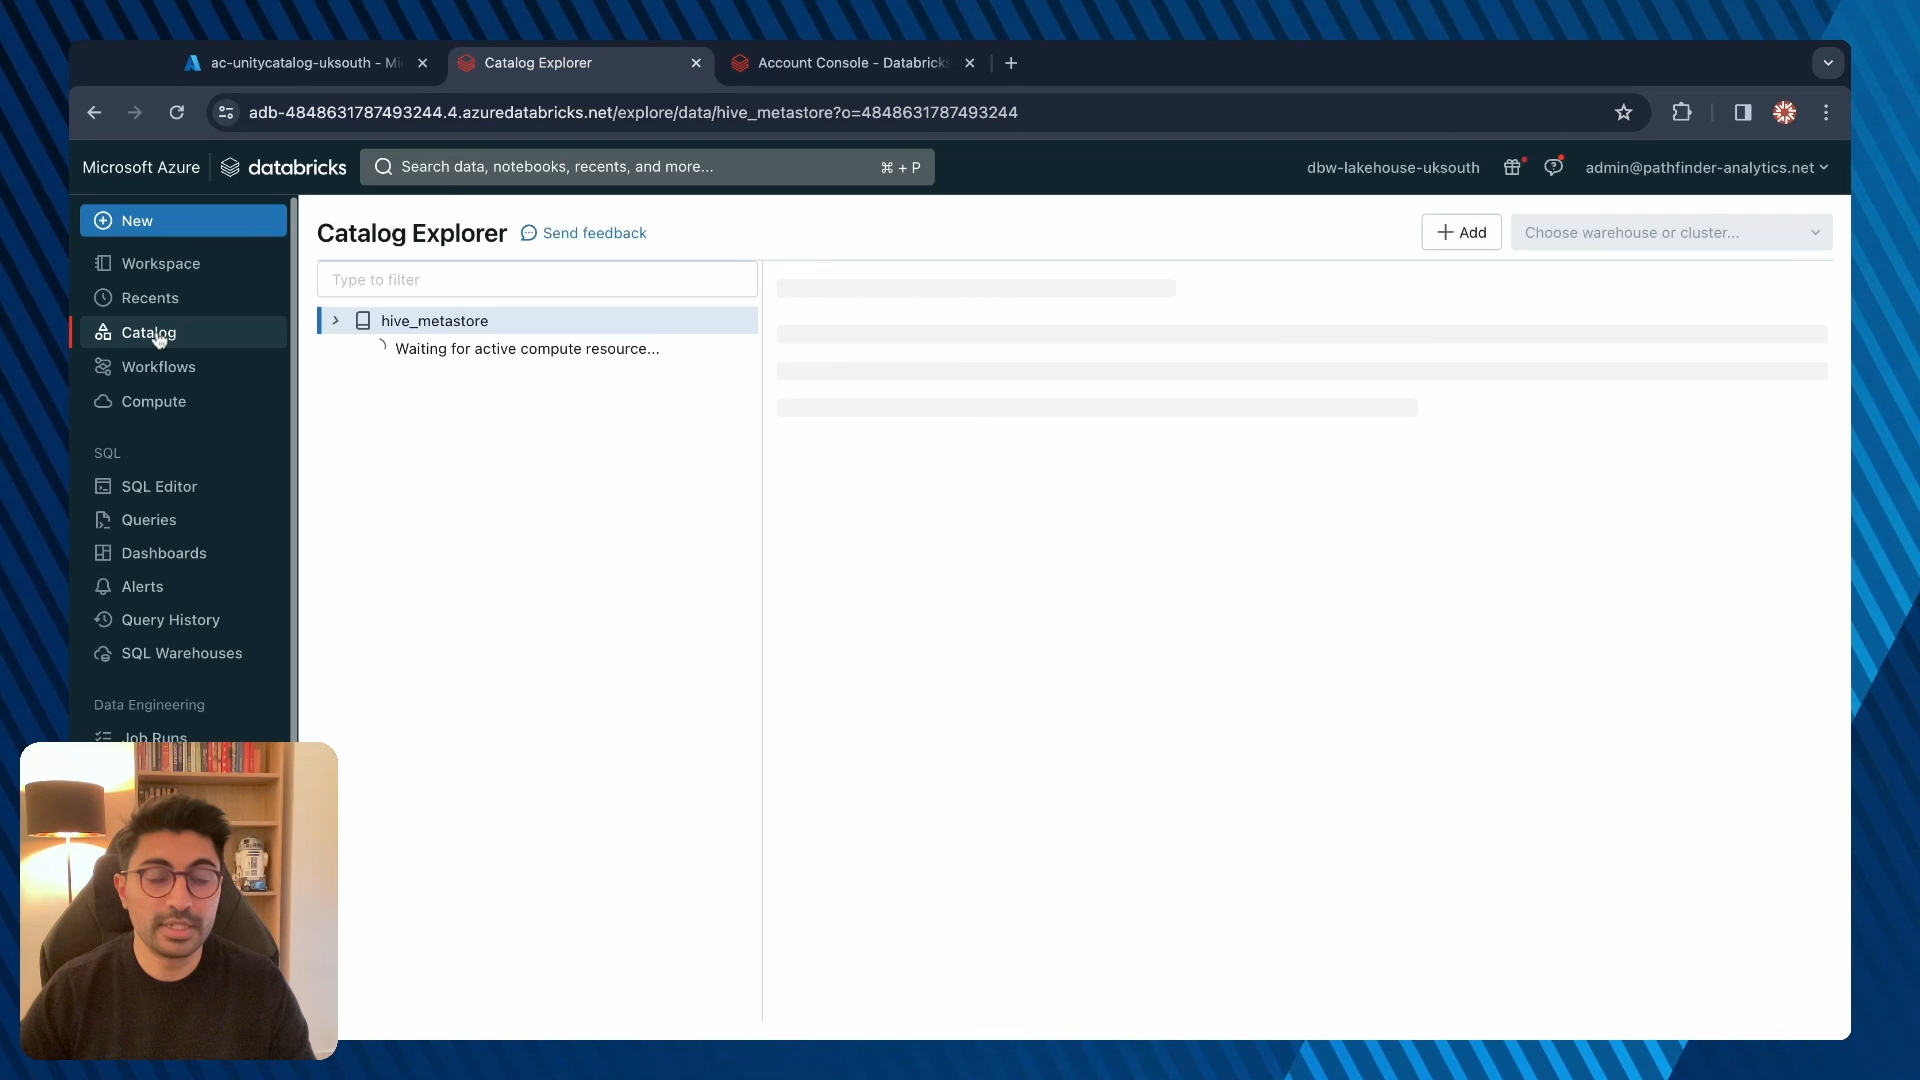 ac-unitycatalog-uksouth - Mi
Catalog Explorer
Account Console - Databricks
adb-4848631787493244.4.azuredatabricks.net/explore/data/hive_metastore?o=4848631787493244
Microsoft Azure
databricks
Search data, notebooks, recents, and more...
⌘ + P
dbw-lakehouse-uksouth
admin@pathfinder-analytics.net
New
Workspace
Recents
Catalog
Workflows
Compute
SQL
SQL Editor
Queries
Dashboards
Alerts
Query History
SQL Warehouses
Data Engineering
Job Runs
Catalog Explorer
Send feedback
+ Add
Choose warehouse or cluster...
Type to filter
hive_metastore
Waiting for active compute resource...